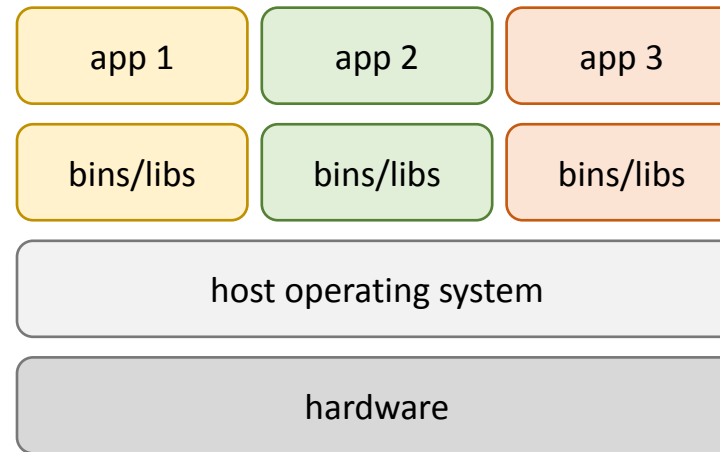 app 1 app 2 app 3
bins/libs bins/libs bins/libs
host operating system
hardware